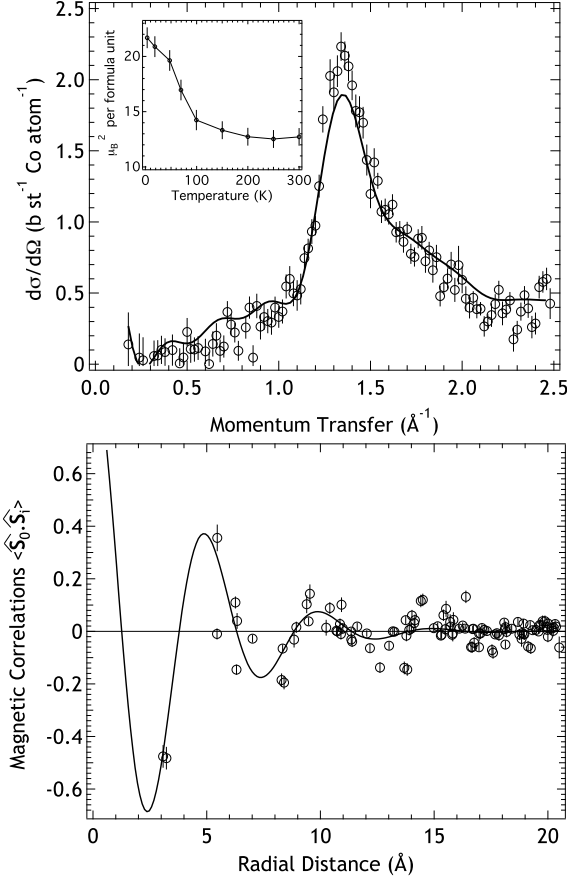 2.5
2.0
1.5
1.0
0.5
0
dσ/dΩ (b st⁻¹ Co atom⁻¹)
20
15
10
μB² per formula unit
0 100 200 300
Temperature (K)
0.0 0.5 1.0 1.5 2.0 2.5
Momentum Transfer (Å⁻¹)
0.6
0.4
0.2
0
-0.2
-0.4
-0.6
Magnetic Correlations <Ŝ₀.Ŝᵢ>
0 5 10 15 20
Radial Distance (Å)